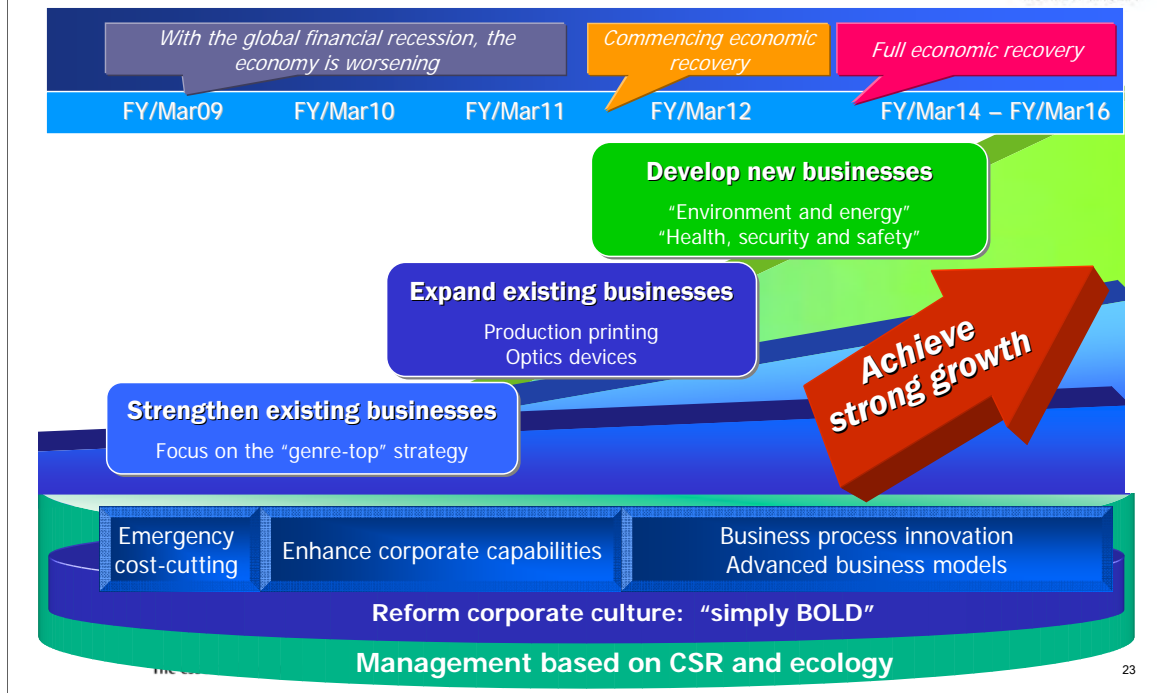 With the global financial recession, the
economy is worsening
Commencing economic
recovery
Full economic recovery
FY/Mar09
FY/Mar10
FY/Mar11
FY/Mar12
FY/Mar14 – FY/Mar16
Develop new businesses
“Environment and energy”
“Health, security and safety”
Expand existing businesses
Production printing
Optics devices
Achieve
strong growth
Strengthen existing businesses
Focus on the “genre-top” strategy
Emergency
cost-cutting
Enhance corporate capabilities
Business process innovation
Advanced business models
Reform corporate culture: “simply BOLD”
Management based on CSR and ecology
23